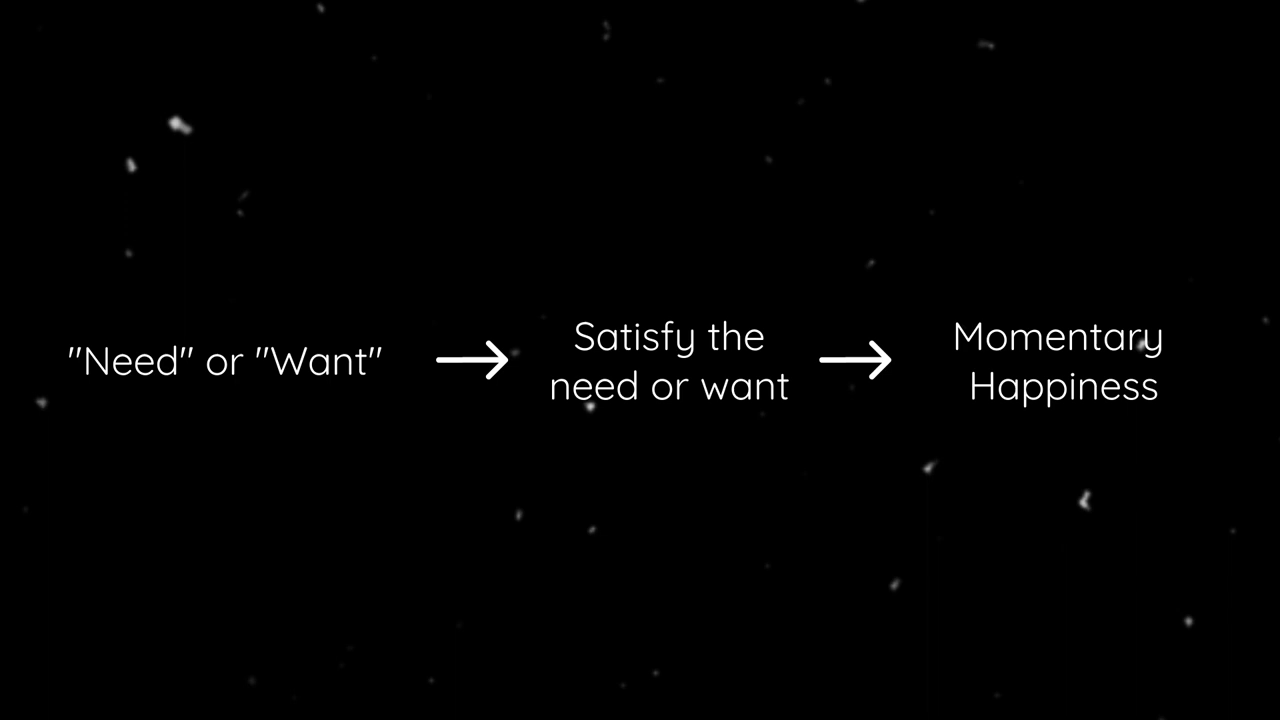 "Need" or "Want"
Satisfy the
need or want
Momentary
Happiness